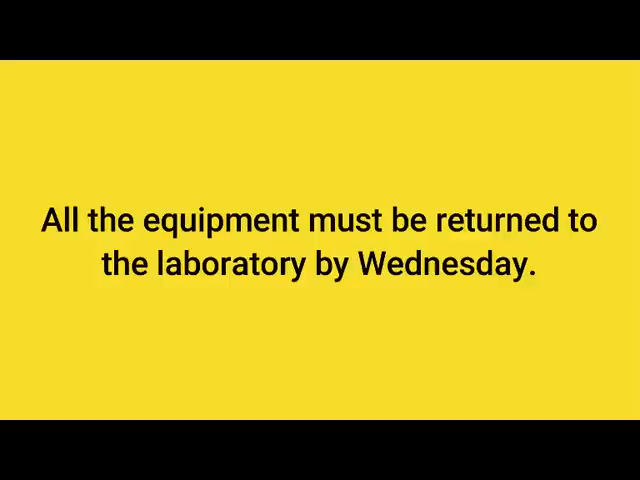 All the equipment must be returned to
the laboratory by Wednesday.